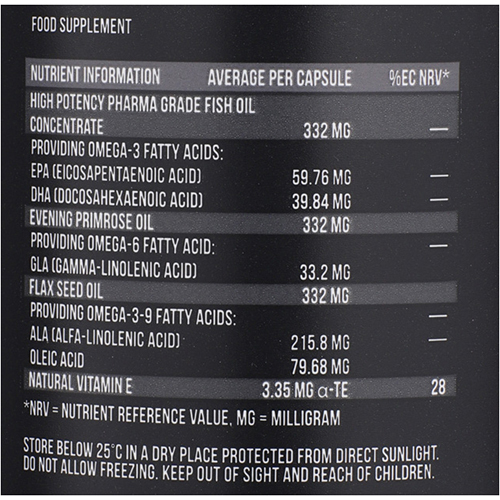 FOOD SUPPLEMENT
NUTRIENT INFORMATION AVERAGE PER CAPSULE %EC NRV*
HIGH POTENCY PHARMA GRADE FISH OIL
CONCENTRATE 332 MG —
PROVIDING OMEGA-3 FATTY ACIDS:
EPA (EICOSAPENTAENOIC ACID) 59.76 MG —
DHA (DOCOSAHEXAENOIC ACID) 39.84 MG —
EVENING PRIMROSE OIL 332 MG
PROVIDING OMEGA-6 FATTY ACID: —
GLA (GAMMA-LINOLENIC ACID) 33.2 MG
FLAX SEED OIL 332 MG
PROVIDING OMEGA-3-9 FATTY ACIDS: —
ALA (ALFA-LINOLENIC ACID) 215.8 MG —
OLEIC ACID 79.68 MG
NATURAL VITAMIN E 3.35 MG α-TE 28
*NRV = NUTRIENT REFERENCE VALUE, MG = MILLIGRAM
STORE BELOW 25°C IN A DRY PLACE PROTECTED FROM DIRECT SUNLIGHT.
DO NOT ALLOW FREEZING. KEEP OUT OF SIGHT AND REACH OF CHILDREN.